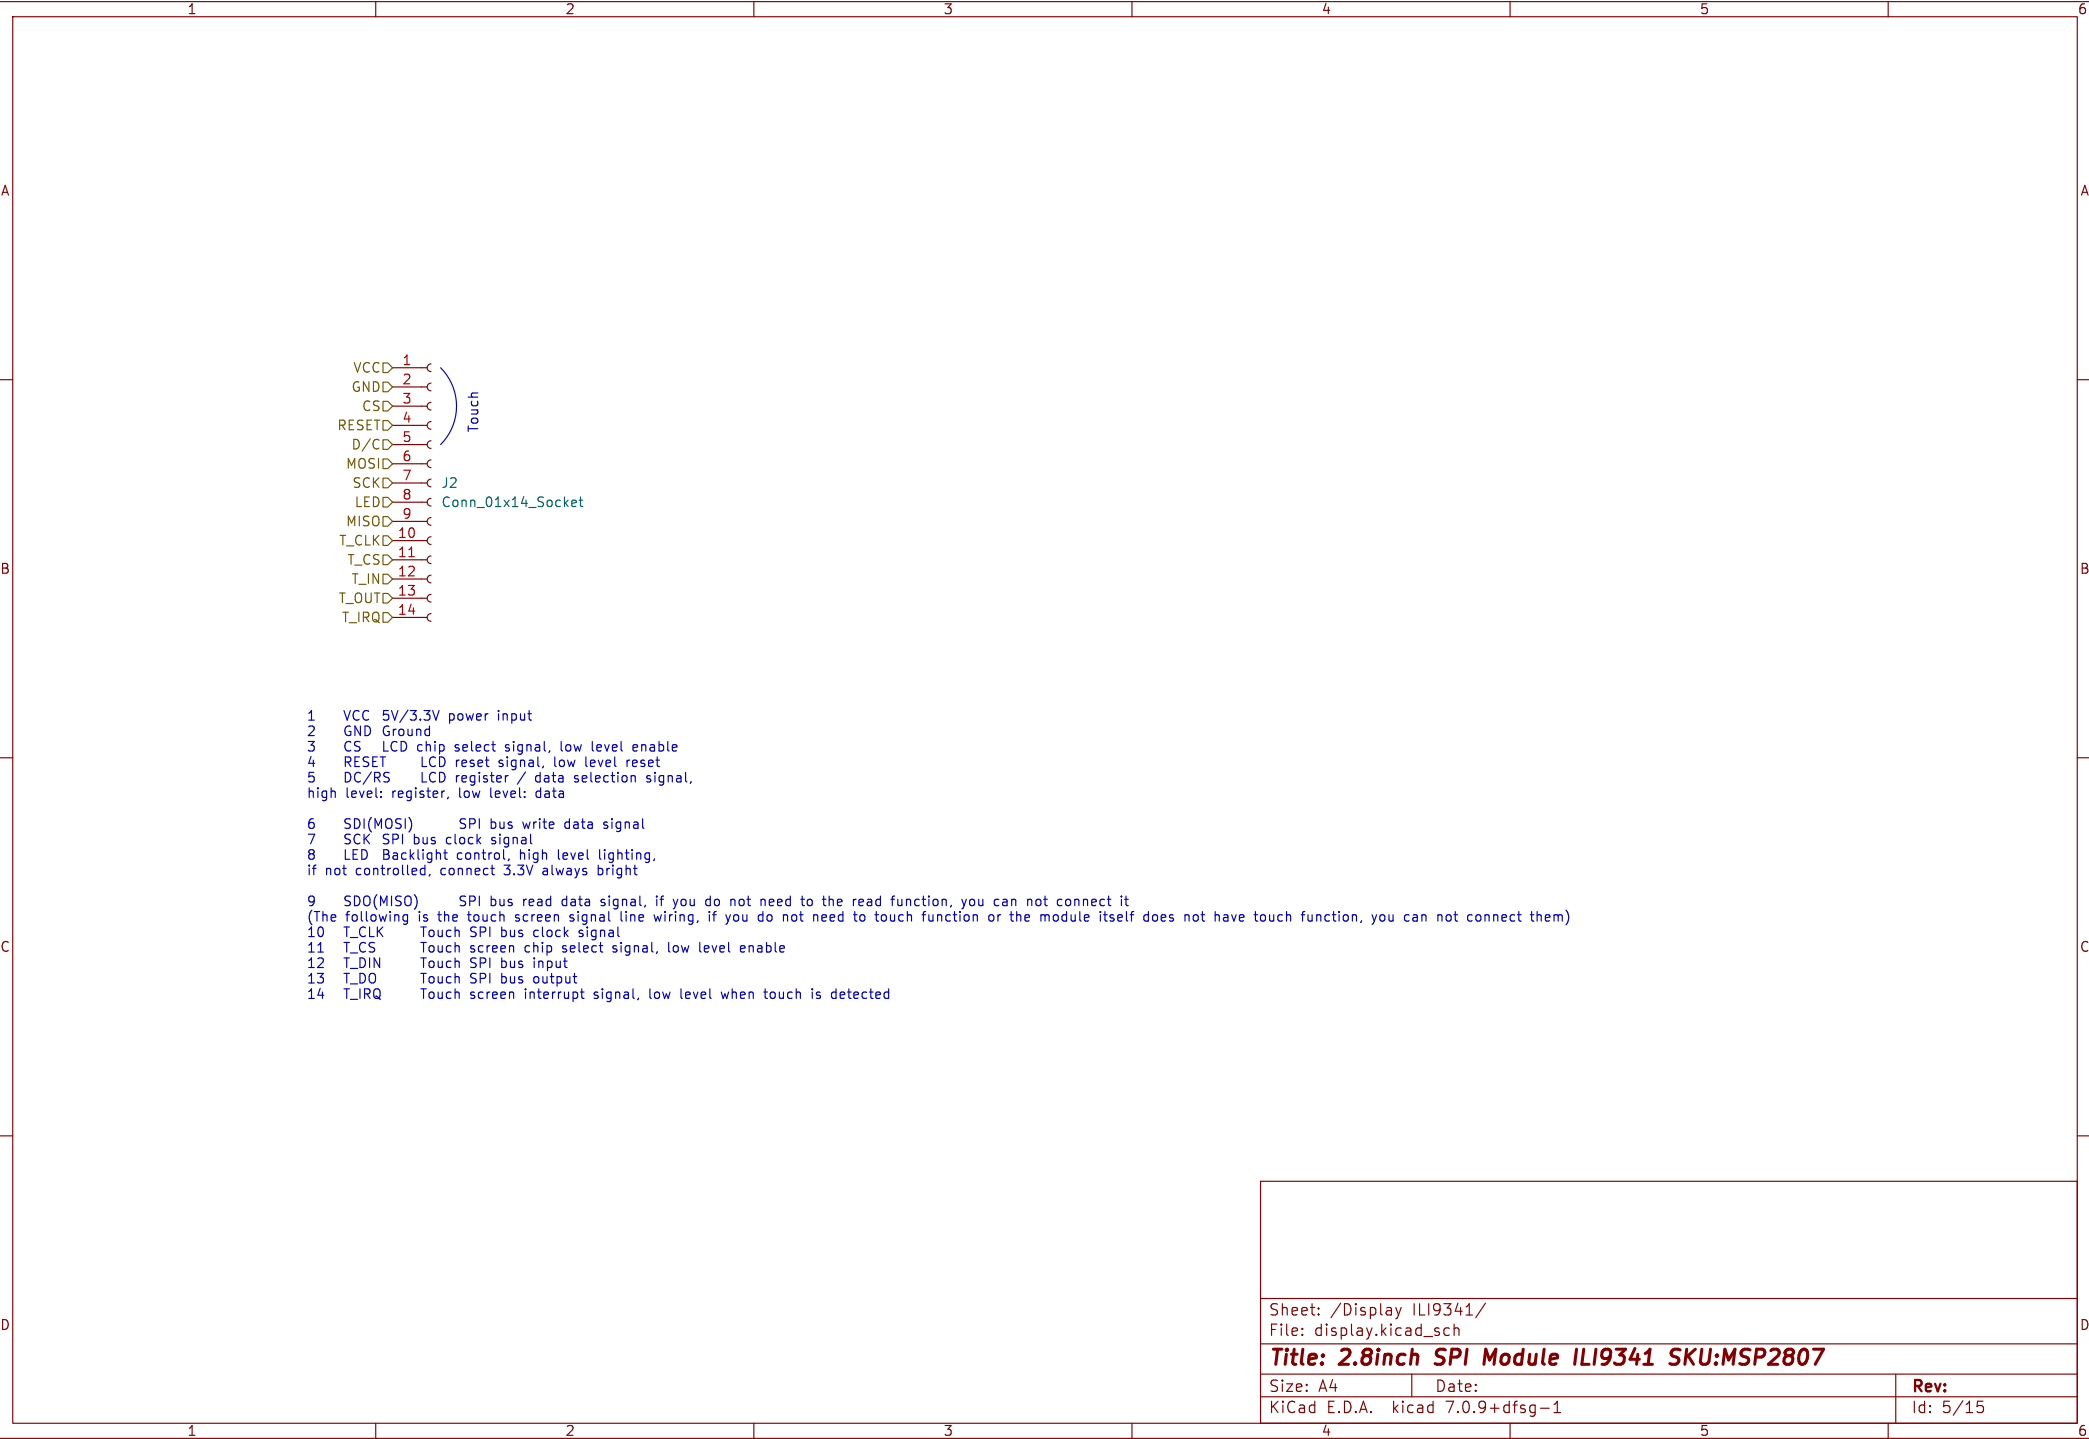 1 2 3 4 5 6
A A
VCC 1
GND 2
CS 3
RESET 4
D/C 5
MOSI 6
SCK 7
LED 8
MISO 9
T_CLK 10
T_CS 11
T_IN 12
T_OUT 13
T_IRQ 14
Touch
J2
Conn_01x14_Socket
B B
1 VCC 5V/3.3V power input
2 GND Ground
3 CS LCD chip select signal, low level enable
4 RESET LCD reset signal, low level reset
5 DC/RS LCD register / data selection signal,
high level: register, low level: data
6 SDI(MOSI) SPI bus write data signal
7 SCK SPI bus clock signal
8 LED Backlight control, high level lighting,
if not controlled, connect 3.3V always bright
9 SDO(MISO) SPI bus read data signal, if you do not need to the read function, you can not connect it
(The following is the touch screen signal line wiring, if you do not need to touch function or the module itself does not have touch function, you can not connect them)
10 T_CLK Touch SPI bus clock signal
11 T_CS Touch screen chip select signal, low level enable
12 T_DIN Touch SPI bus input
13 T_DO Touch SPI bus output
14 T_IRQ Touch screen interrupt signal, low level when touch is detected
C C
D D
Sheet: /Display ILI9341/
File: display.kicad_sch
Title: 2.8inch SPI Module ILI9341 SKU:MSP2807
Size: A4 Date: Rev:
KiCad E.D.A. kicad 7.0.9+dfsg-1 Id: 5/15
1 2 3 4 5 6